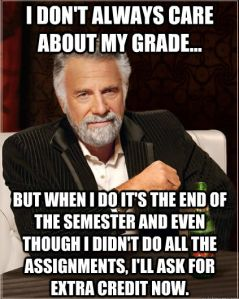 I DON'T ALWAYS CARE
ABOUT MY GRADE...
BUT WHEN I DO IT'S THE END OF
THE SEMESTER AND EVEN
THOUGH I DIDN'T DO ALL THE
ASSIGNMENTS, I'LL ASK FOR
EXTRA CREDIT NOW.